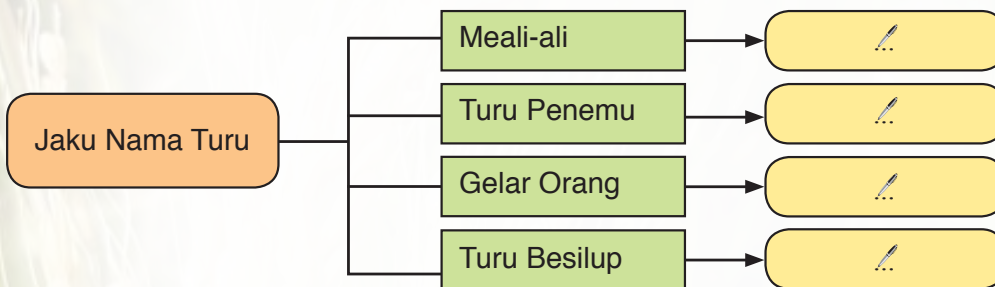 Jaku Nama Turu
Meali-ali
Turu Penemu
Gelar Orang
Turu Besilup